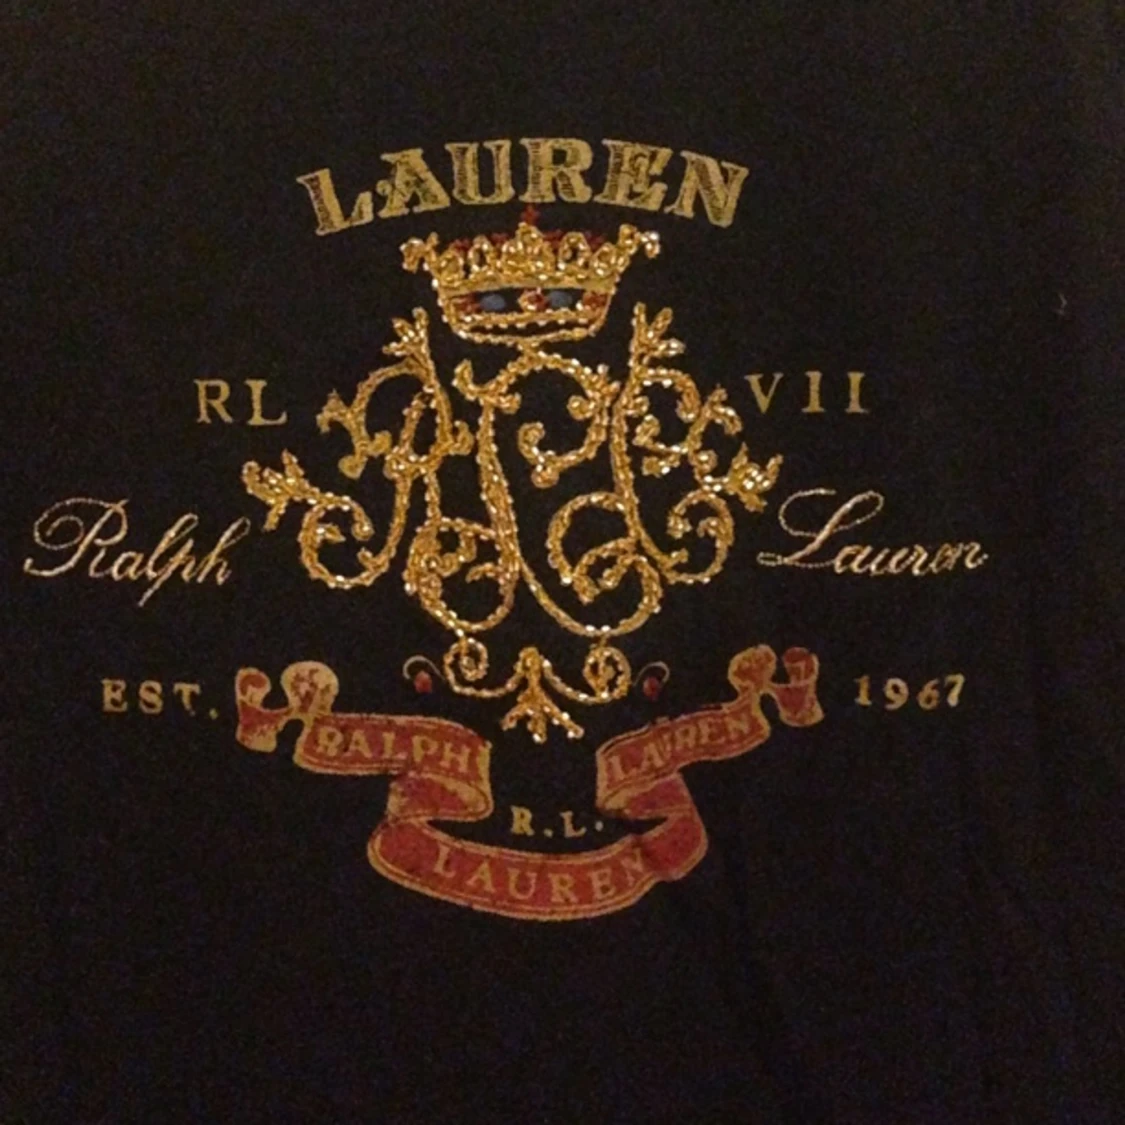 LAUREN
RL VII
Ralph Lauren
EST. 1967
RALPH LAUREN
R.L.
LAUREN